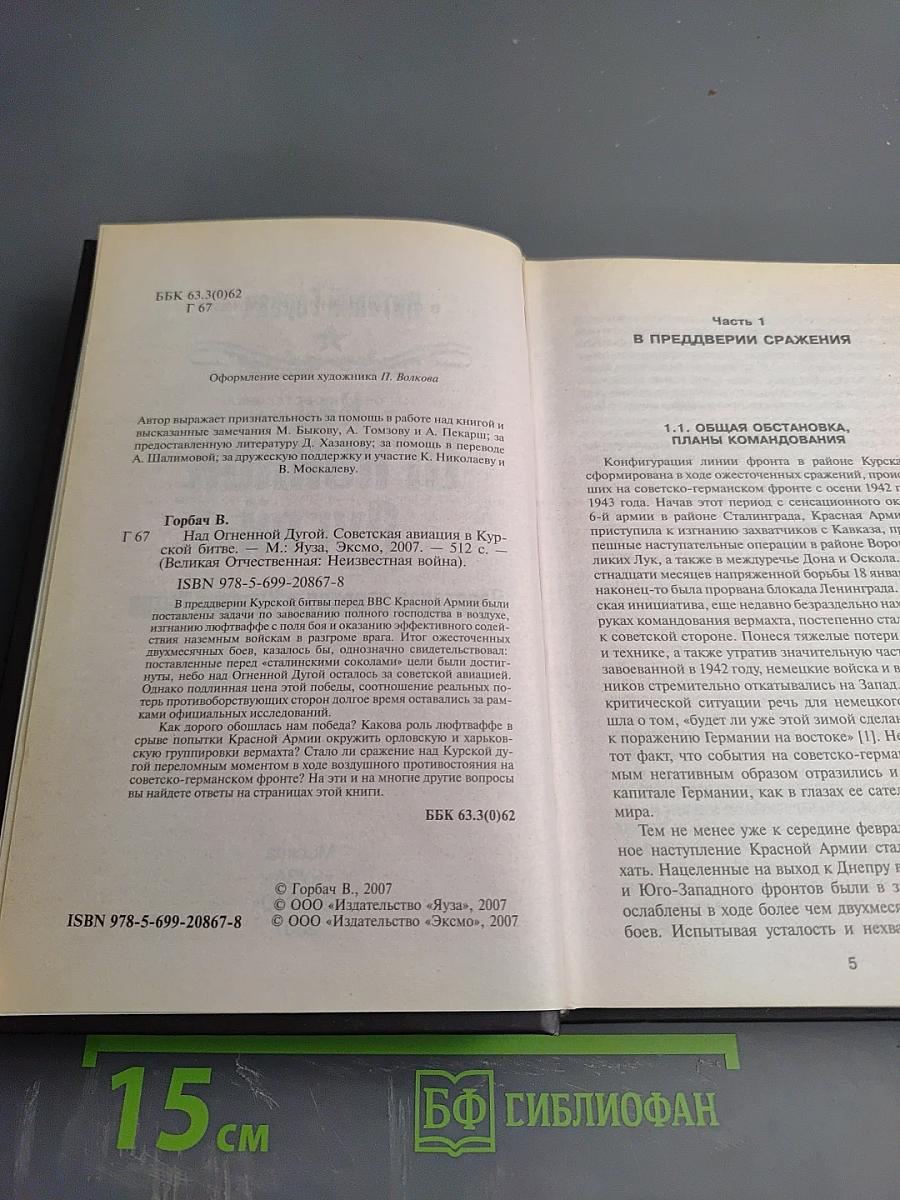 ББК 63.3(0)62
Г 67
Оформление серии художника П. Волкова
Автор выражает признательность за помощь в работе над книгой и
высказанные замечания М. Быкову, А. Томзову и А. Пекарш; за
предоставленную литературу Д. Хазанову; за помощь в переводе
А. Шалимовой; за дружескую поддержку и участие К. Николаеву и
В. Москалеву.
Горбач В.
Г 67 Над Огненной Дугой. Советская авиация в Кур-
ской битве. — М.: Яуза, Эксмо, 2007. — 512 с. —
(Великая Отечественная: Неизвестная война).
ISBN 978-5-699-20867-8
В преддверии Курской битвы перед ВВС Красной Армии были
поставлены задачи по завоеванию полного господства в воздухе,
изгнанию люфтваффе с поля боя и оказанию эффективного содей-
ствия наземным войскам в разгроме врага. Итог ожесточенных
двухмесячных боев, казалось бы, однозначно свидетельствовал:
поставленные перед «сталинскими соколами» цели были достиг-
нуты, небо над Огненной Дугой осталось за советской авиацией.
Однако подлинная цена этой победы, соотношение реальных по-
терь противоборствующих сторон долгое время оставались за рам-
ками официальных исследований.
Как дорого обошлась нам победа? Какова роль люфтваффе в
срыве попытки Красной Армии окружить орловскую и харьков-
скую группировки вермахта? Стало ли сражение над Курской ду-
гой переломным моментом в ходе воздушного противостояния на
советско-германском фронте? На эти и на многие другие вопросы
вы найдете ответы на страницах этой книги.
ББК 63.3(0)62
© Горбач В., 2007
© ООО «Издательство «Яуза», 2007
ISBN 978-5-699-20867-8 © ООО «Издательство «Эксмо», 2007
Часть 1
В ПРЕДДВЕРИИ СРАЖЕНИЯ
1.1. ОБЩАЯ ОБСТАНОВКА,
ПЛАНЫ КОМАНДОВАНИЯ
Конфигурация линии фронта в районе Курска
сформирована в ходе ожесточенных сражений, проис
ших на советско-германском фронте с осени 1942 г
1943 года. Начав этот период с сенсационного ок
6-й армии в районе Сталинграда, Красная Арми
приступила к изгнанию захватчиков с Кавказа, пр
пешные наступательные операции в районе Ворон
ликих Лук, а также в междуречье Дона и Оскола.
стнадцати месяцев напряженной борьбы 18 январ
наконец-то была прорвана блокада Ленинграда.
ская инициатива, еще недавно безраздельно нах
руках командования вермахта, постепенно стал
к советской стороне. Понеся тяжелые потери
и технике, а также утратив значительную част
завоеванной в 1942 году, немецкие войска и в
ников стремительно откатывались на Запад.
критической ситуации речь для немецкого
шла о том, «будет ли уже этой зимой сделан
к поражению Германии на востоке» [1]. Не
тот факт, что события на советско-герман
мым негативным образом отразились и
капитале Германии, как в глазах ее сател
мира.
Тем не менее уже к середине феврал
ное наступление Красной Армии стал
хать. Нацеленные на выход к Днепру в
и Юго-Западного фронтов были в з
ослаблены в ходе более чем двухмеся
боев. Испытывая усталость и нехва
5
15 см
БФ БИБЛИОФАН